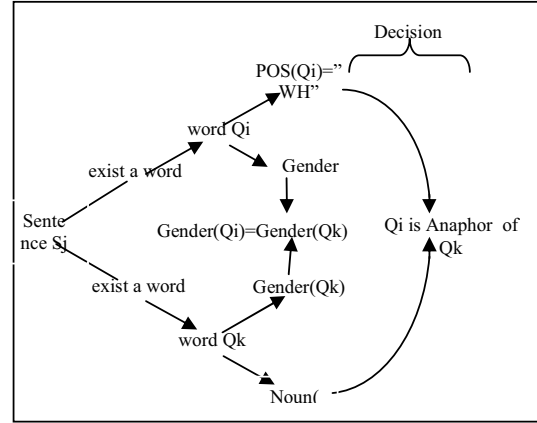 Decision
POS(Qi)=”
WH”
word Qi
exist a word
Gender
Sente
nce Sj
Gender(Qi)=Gender(Qk)
Qi is Anaphor of
Qk
exist a word
Gender(Qk)
word Qk
Noun(